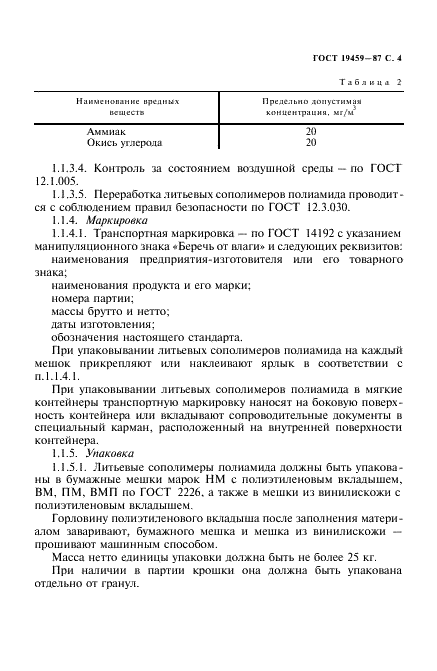 ГОСТ 19459—87 С. 4
Таблица 2
Наименование вредных веществ
Предельно допустимая концентрация, мг/м³
Аммиак 20
Окись углерода 20
1.1.3.4. Контроль за состоянием воздушной среды — по ГОСТ
12.1.005.
1.1.3.5. Переработка литьевых сополимеров полиамида проводит-
ся с соблюдением правил безопасности по ГОСТ 12.3.030.
1.1.4. Маркировка
1.1.4.1. Транспортная маркировка — по ГОСТ 14192 с указанием
манипуляционного знака «Беречь от влаги» и следующих реквизитов:
наименования предприятия-изготовителя или его товарного
знака;
наименования продукта и его марки;
номера партии;
массы брутто и нетто;
даты изготовления;
обозначения настоящего стандарта.
При упаковывании литьевых сополимеров полиамида на каждый
мешок прикрепляют или наклеивают ярлык в соответствии с
п.1.1.4.1.
При упаковывании литьевых сополимеров полиамида в мягкие
контейнеры транспортную маркировку наносят на боковую поверх-
ность контейнера или вкладывают сопроводительные документы в
специальный карман, расположенный на внутренней поверхности
контейнера.
1.1.5. Упаковка
1.1.5.1. Литьевые сополимеры полиамида должны быть упакова-
ны в бумажные мешки марок НМ с полиэтиленовым вкладышем,
ВМ, ПМ, ВМП по ГОСТ 2226, а также в мешки из винилискожи с
полиэтиленовым вкладышем.
Горловину полиэтиленового вкладыша после заполнения матери-
алом заваривают, бумажного мешка и мешка из винилискожи —
прошивают машинным способом.
Масса нетто единицы упаковки должна быть не более 25 кг.
При наличии в партии крошки она должна быть упакована
отдельно от гранул.